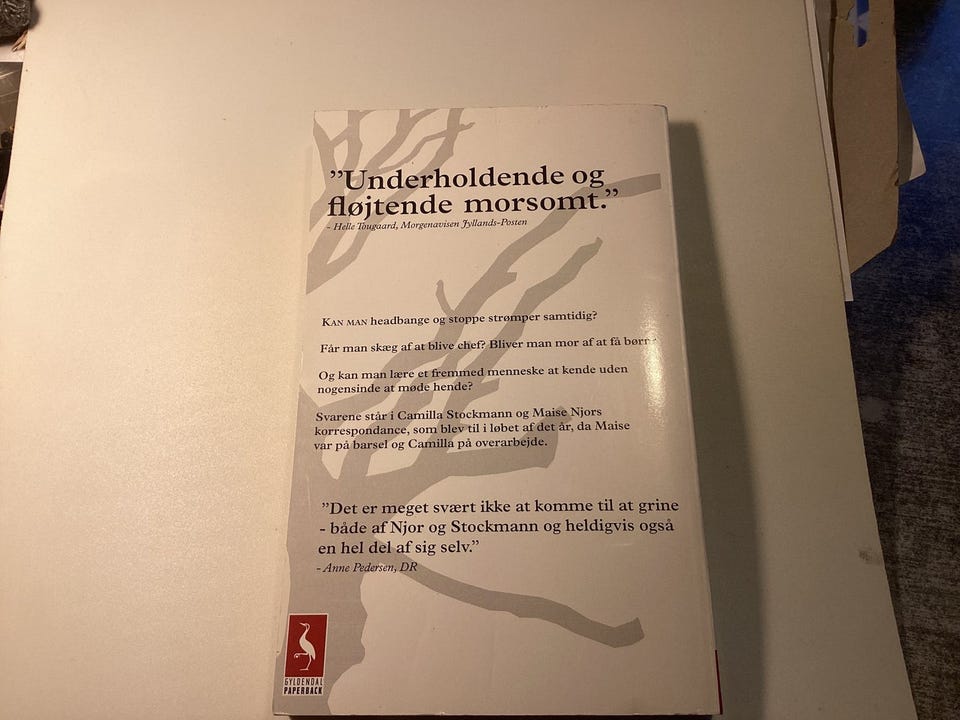 ”Underholdende og
fløjtende morsomt.”
- Helle Tougaard, Morgenavisen Jyllands-Posten
KAN MAN headbange og stoppe strømper samtidig?
Får man skæg af at blive chef? Bliver man mor af at få børn?
Og kan man lære et fremmed menneske at kende uden
nogensinde at møde hende?
Svarene står i Camilla Stockmann og Maise Njors
korrespondance, som blev til i løbet af det år, da Maise
var på barsel og Camilla på overarbejde.
”Det er meget svært ikke at komme til at grine
- både af Njor og Stockmann og heldigvis også
en hel del af sig selv.”
- Anne Pedersen, DR
GYLDENDAL
PAPERBACK